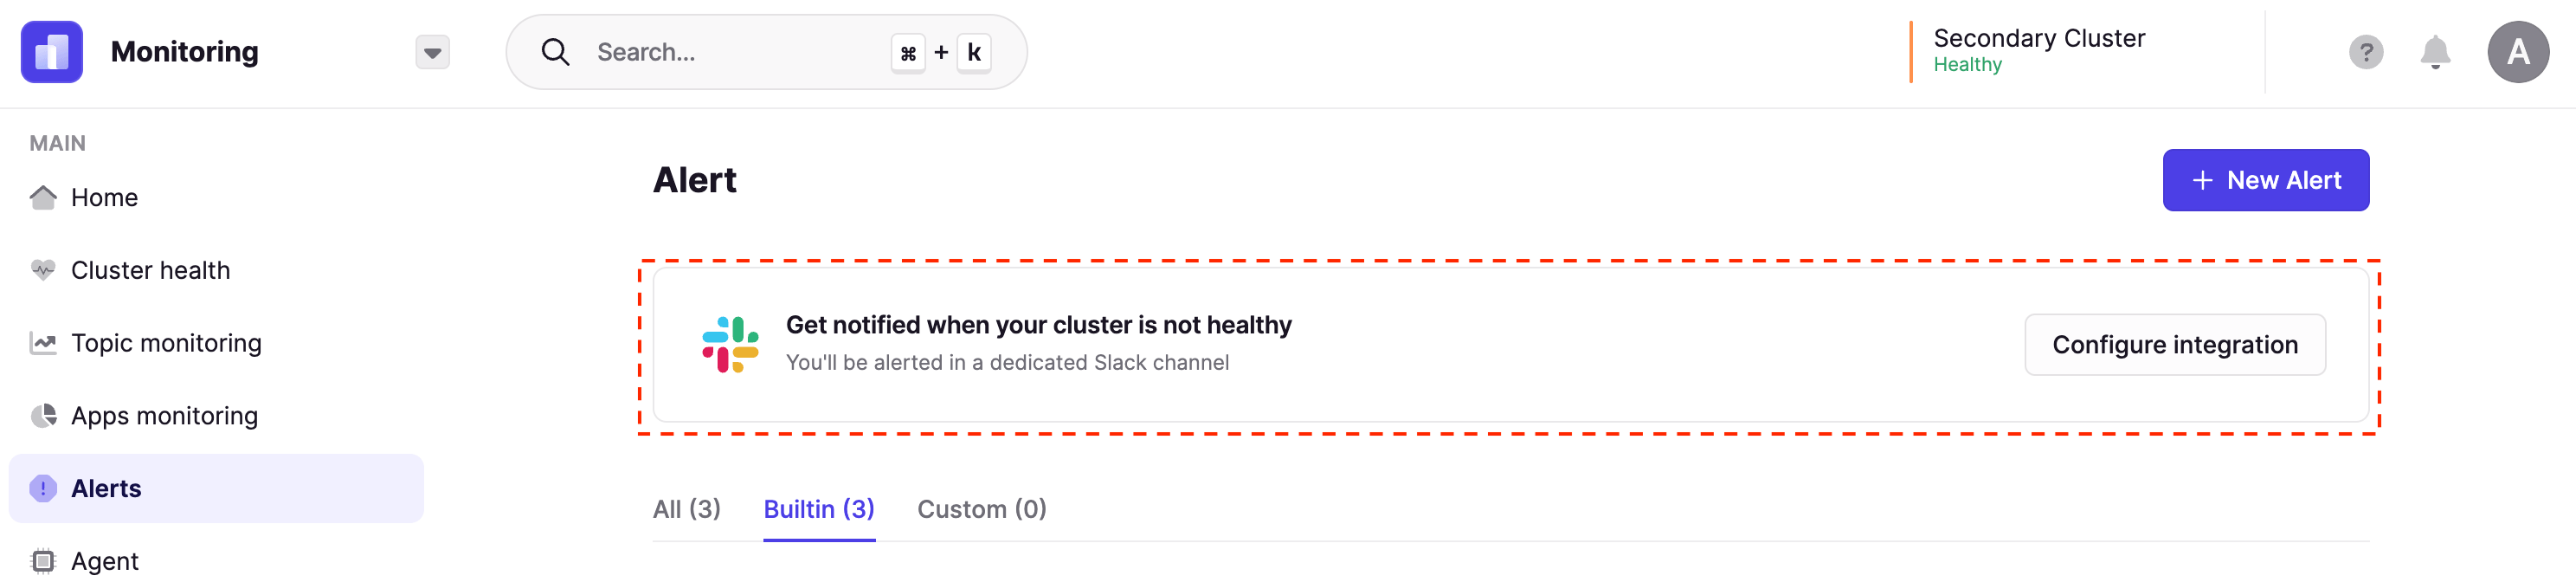 Monitoring
Search...
⌘ + k
Secondary Cluster
Healthy
?
A
MAIN
Home
Cluster health
Topic monitoring
Apps monitoring
! Alerts
Agent
Alert
+ New Alert
Get notified when your cluster is not healthy
You'll be alerted in a dedicated Slack channel
Configure integration
All (3) Builtin (3) Custom (0)